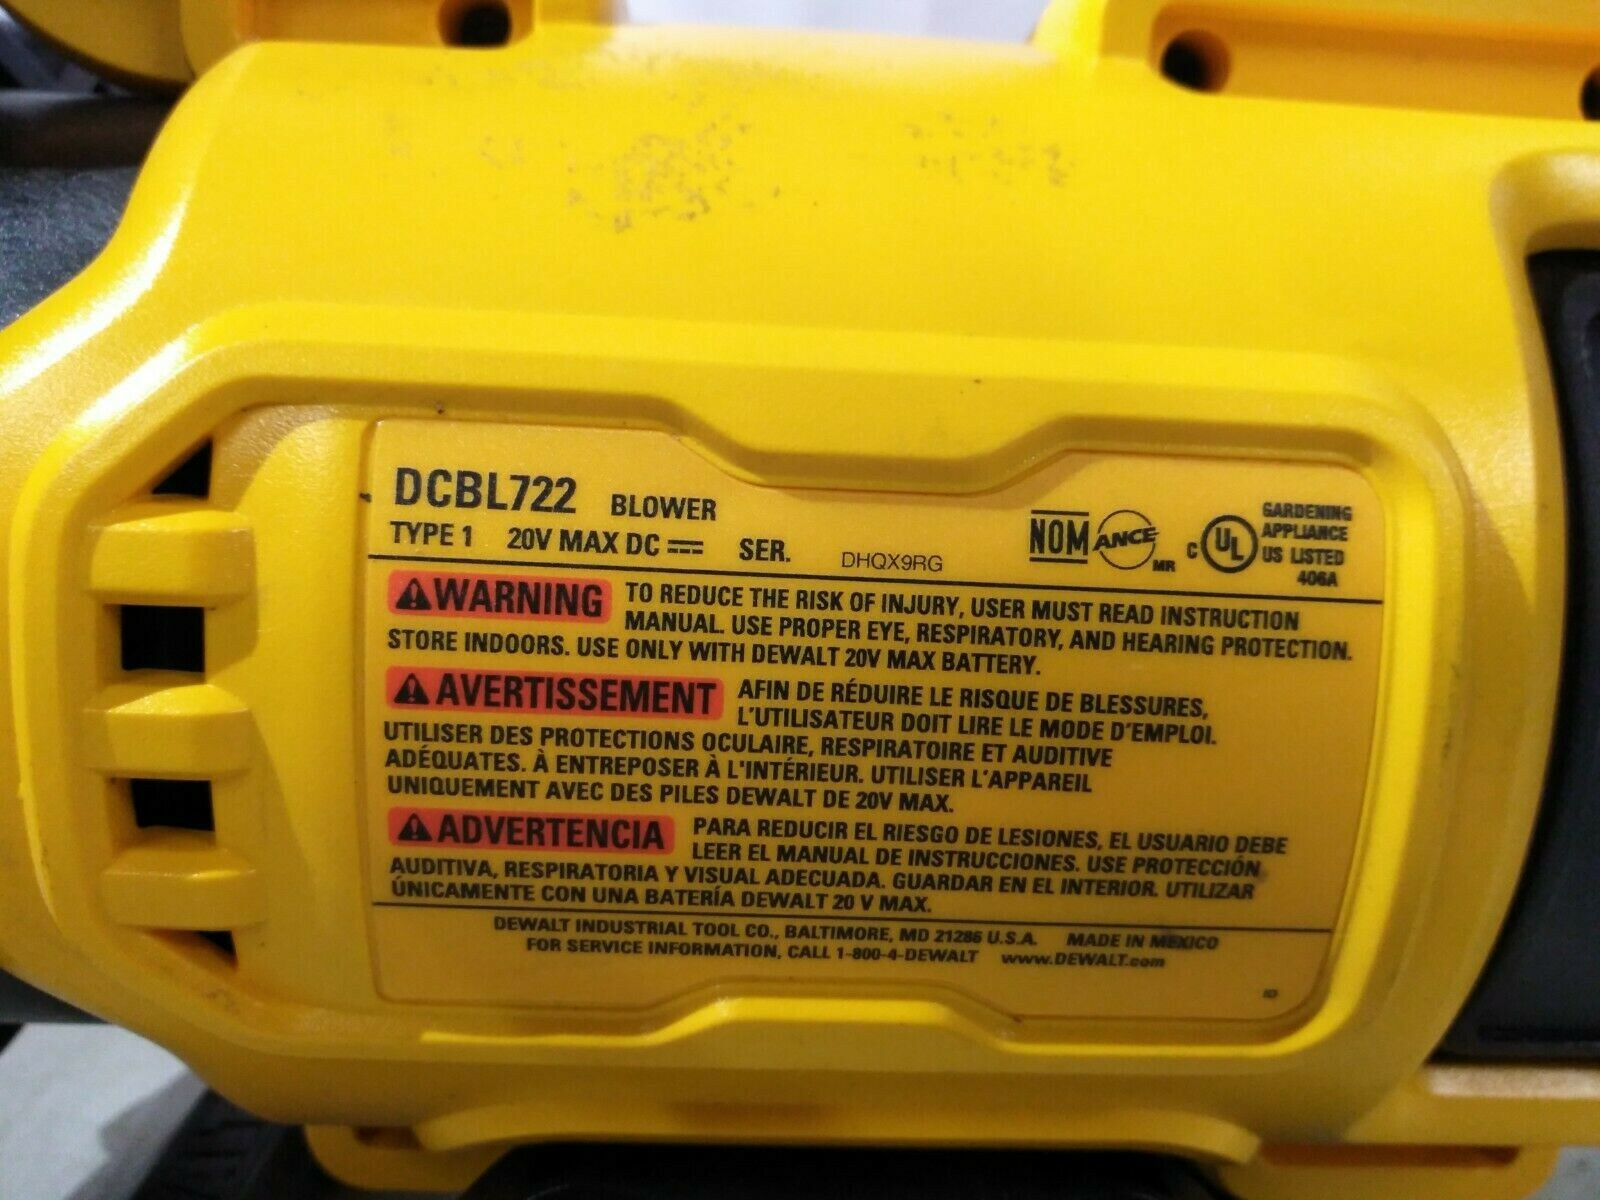 DCBL722 BLOWER
TYPE 1 20V MAX DC SER. DHQX9RG
NOM ANCE MR
C UL US LISTED
GARDENING
APPLIANCE
406A
WARNING TO REDUCE THE RISK OF INJURY, USER MUST READ INSTRUCTION
MANUAL. USE PROPER EYE, RESPIRATORY, AND HEARING PROTECTION.
STORE INDOORS. USE ONLY WITH DEWALT 20V MAX BATTERY.
AVERTISSEMENT AFIN DE RÉDUIRE LE RISQUE DE BLESSURES,
L'UTILISATEUR DOIT LIRE LE MODE D'EMPLOI.
UTILISER DES PROTECTIONS OCULAIRE, RESPIRATOIRE ET AUDITIVE
ADÉQUATES. À ENTREPOSER À L'INTÉRIEUR. UTILISER L'APPAREIL
UNIQUEMENT AVEC DES PILES DEWALT DE 20V MAX.
ADVERTENCIA PARA REDUCIR EL RIESGO DE LESIONES, EL USUARIO DEBE
LEER EL MANUAL DE INSTRUCCIONES. USE PROTECCIÓN
AUDITIVA, RESPIRATORIA Y VISUAL ADECUADA. GUARDAR EN EL INTERIOR. UTILIZAR
ÚNICAMENTE CON UNA BATERÍA DEWALT 20 V MAX.
DEWALT INDUSTRIAL TOOL CO., BALTIMORE, MD 21286 U.S.A. MADE IN MEXICO
FOR SERVICE INFORMATION, CALL 1-800-4-DEWALT www.DEWALT.com